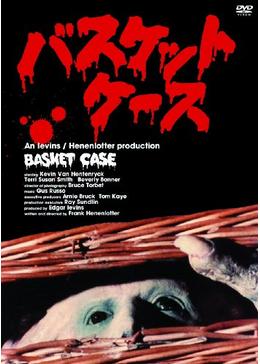 DVD
VIDEO
バスケット
ケース
An Ievins / Henenlotter production
BASKET CASE
starring Kevin Van Hentenryck
Terri Susan Smith Beverly Bonner
director of photography Bruce Torbet
music Gus Russo
executive producers Arnie Bruck Tom Kaye
production executive Ray Sundlin
produced by Edgar Ievins
written and directed by Frank Henenlotter